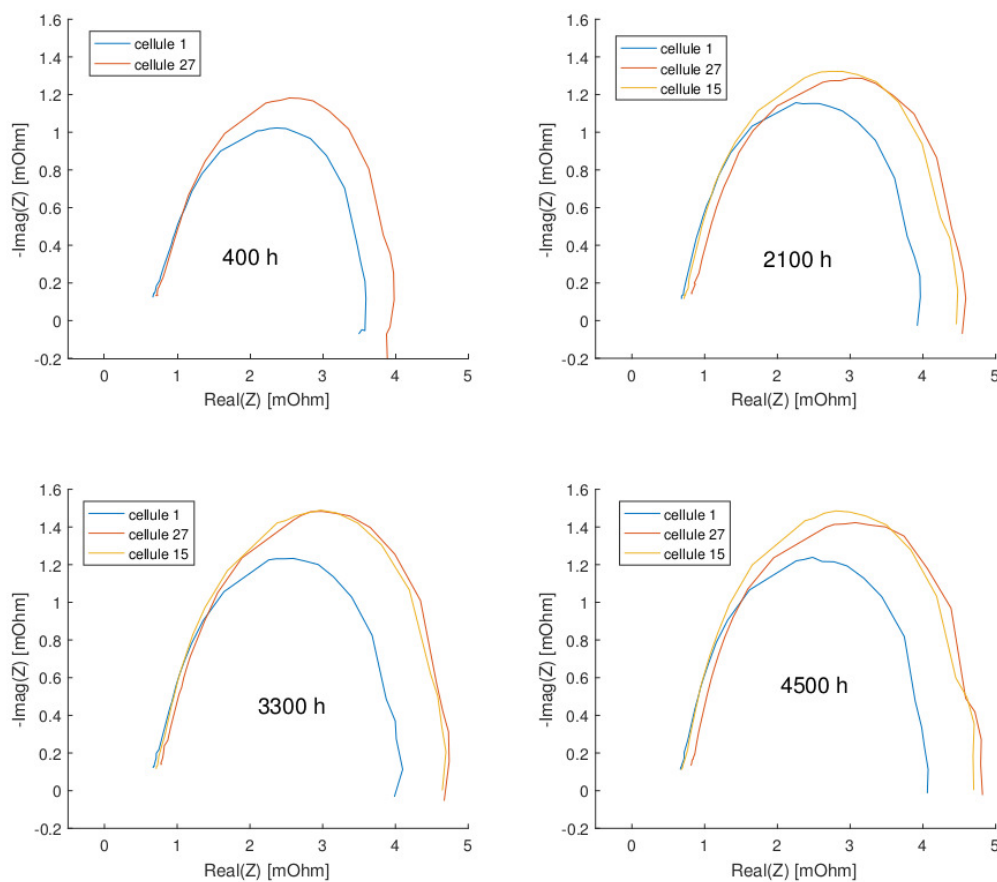 1.6
1.4
1.2
1
0.8
0.6
0.4
0.2
0
-0.2
-Imag(Z) [mOhm]
cellule 1
cellule 27
400 h
0 1 2 3 4 5
Real(Z) [mOhm]
1.6
1.4
1.2
1
0.8
0.6
0.4
0.2
0
-0.2
-Imag(Z) [mOhm]
cellule 1
cellule 27
cellule 15
2100 h
0 1 2 3 4 5
Real(Z) [mOhm]
1.6
1.4
1.2
1
0.8
0.6
0.4
0.2
0
-0.2
-Imag(Z) [mOhm]
cellule 1
cellule 27
cellule 15
3300 h
0 1 2 3 4 5
Real(Z) [mOhm]
1.6
1.4
1.2
1
0.8
0.6
0.4
0.2
0
-0.2
-Imag(Z) [mOhm]
cellule 1
cellule 27
cellule 15
4500 h
0 1 2 3 4 5
Real(Z) [mOhm]